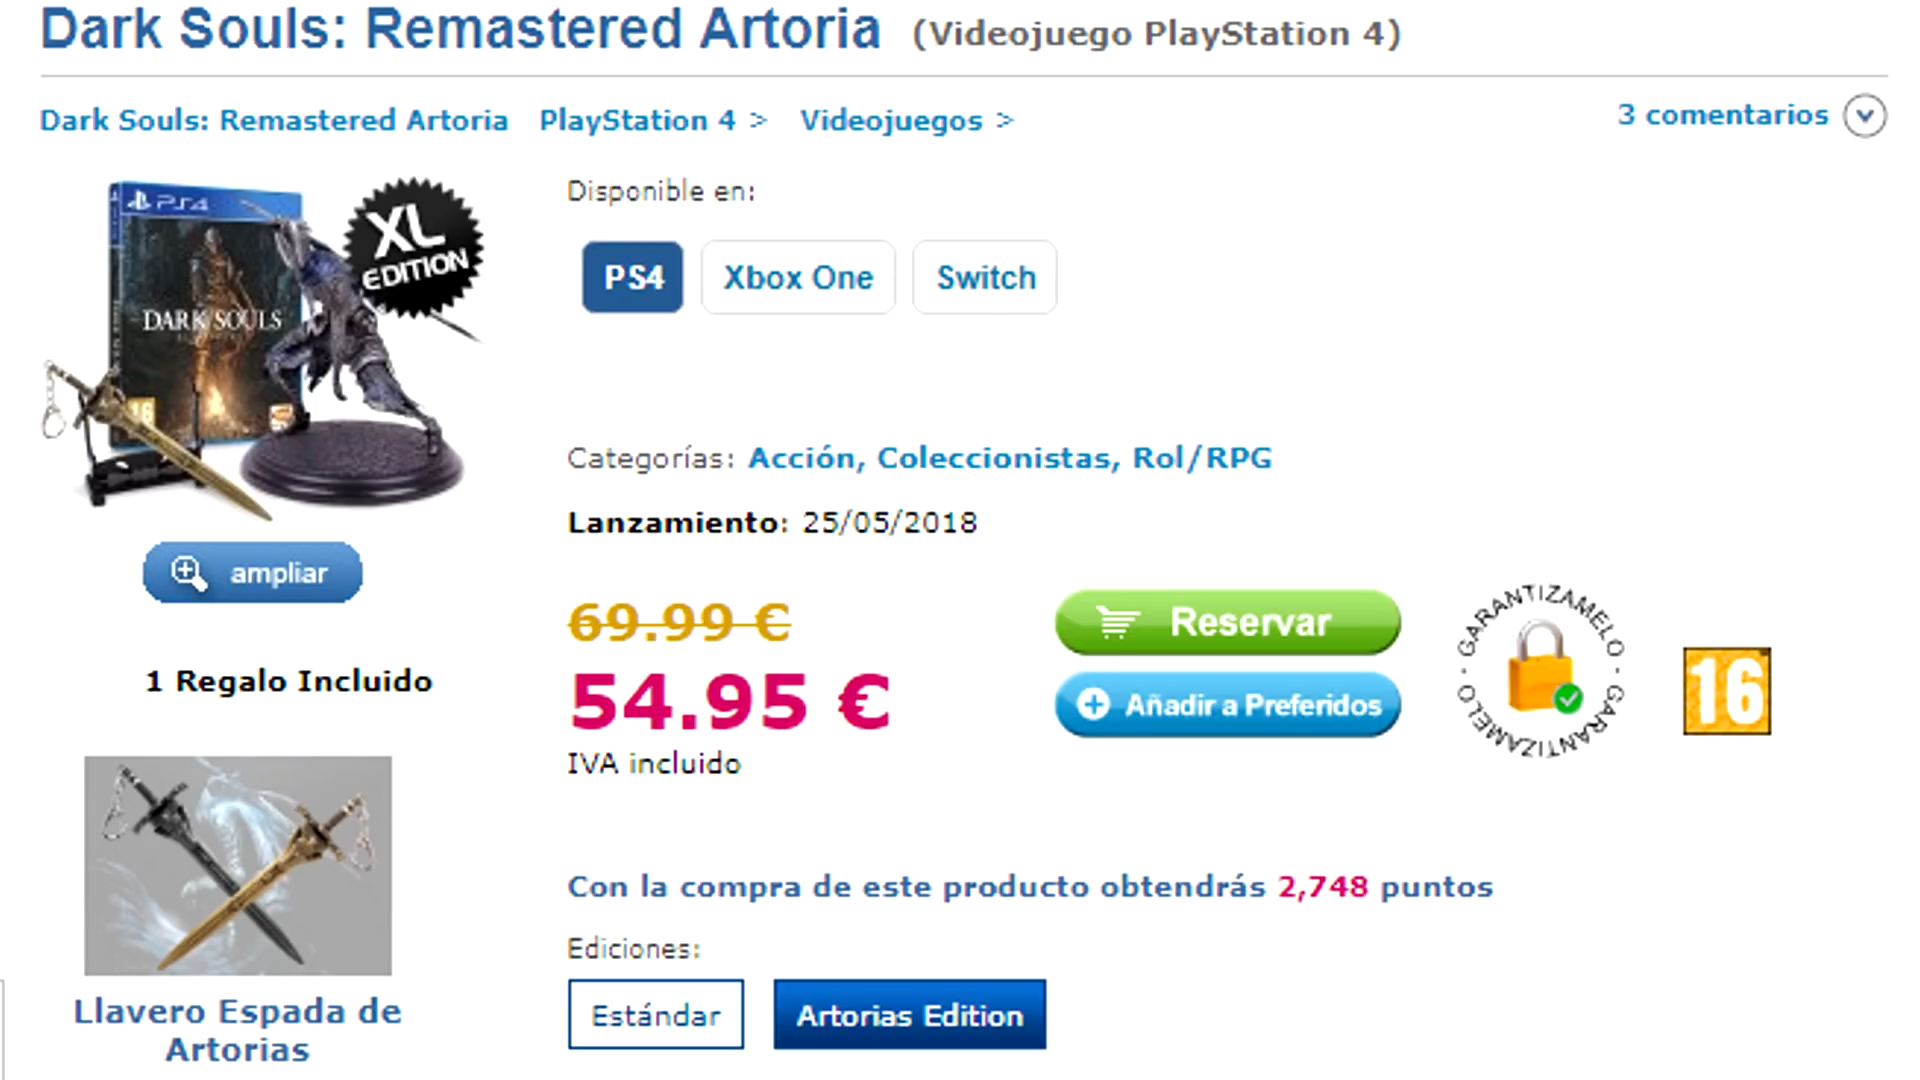 Dark Souls: Remastered Artoria (Videojuego PlayStation 4)
Dark Souls: Remastered Artoria PlayStation 4 > Videojuegos >
3 comentarios
PS4
XL
EDITION
DARK SOULS
16
ampliar
1 Regalo Incluido
Llavero Espada de
Artorias
Disponible en:
PS4 Xbox One Switch
Categorías: Acción, Coleccionistas, Rol/RPG
Lanzamiento: 25/05/2018
69.99 €
54.95 €
IVA incluido
Reservar
Añadir a Preferidos
GARANTIZAMELO · GARANTIZAMELO ·
16
Con la compra de este producto obtendrás 2,748 puntos
Ediciones:
Estándar Artorias Edition